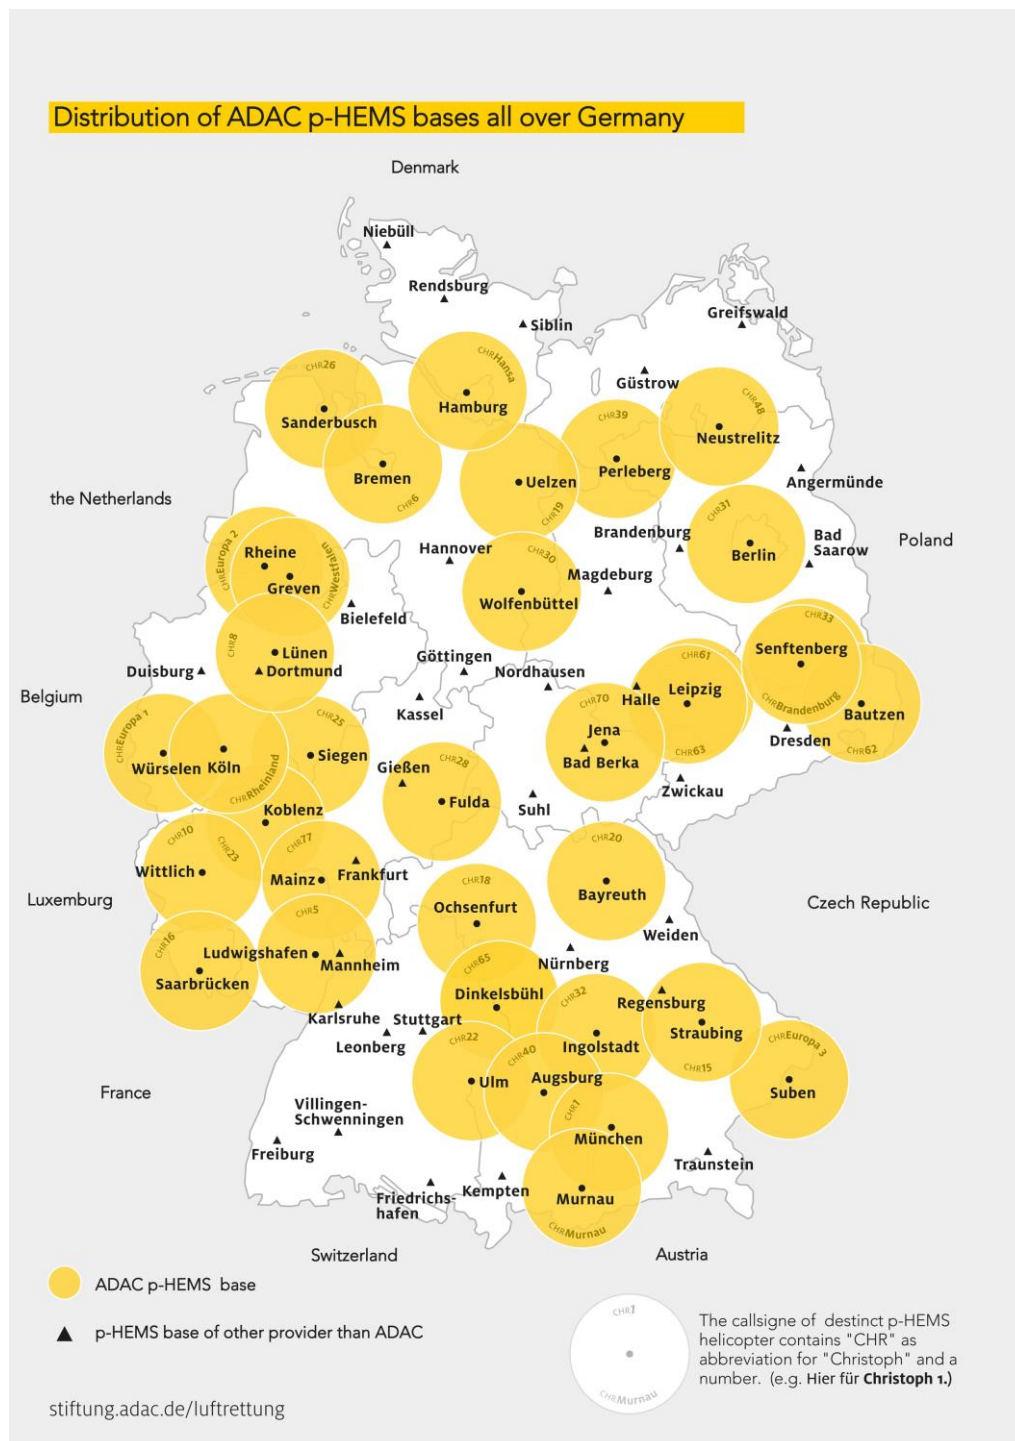 Distribution of ADAC p-HEMS bases all over Germany
Denmark
Niebüll
Rendsburg
Siblin
Greifswald
CHRHansa
CHR26
Güstrow
CHR48
Hamburg
CHR39
Sanderbusch
Neustrelitz
Perleberg
Bremen
Uelzen
Angermünde
the Netherlands
CHR6
CHR19
CHR31
Brandenburg
Bad
Saarow
Poland
CHREuropa 2
Rheine
CHRWestfalen
Hannover
CHR30
Berlin
Magdeburg
Greven
Wolfenbüttel
Bielefeld
CHR33
CHR8
Lünen
Göttingen
CHR61
Senftenberg
Duisburg
Dortmund
Nordhausen
Belgium
Kassel
CHR70
Halle
Leipzig
CHRBrandenburg
Bautzen
CHREuropa 1
CHR25
Jena
Dresden
CHR63
CHR62
Würselen
Köln
Siegen
Gießen
CHR28
Bad Berka
Zwickau
CHRRheinland
Koblenz
Fulda
Suhl
CHR10
CHR23
CHR77
CHR20
Wittlich
Mainz
Frankfurt
CHR18
Bayreuth
Luxemburg
Ochsenfurt
Czech Republic
CHR5
Weiden
CHR16
Ludwigshafen
Mannheim
CHR65
Nürnberg
Saarbrücken
Dinkelsbühl
CHR32
Regensburg
Karlsruhe
Stuttgart
Straubing
Leonberg
CHR22
CHR40
Ingolstadt
CHREuropa 3
CHR15
Ulm
Augsburg
France
Suben
Villingen-
Schwenningen
CHR1
München
Freiburg
Traunstein
Friedrichs-
hafen
Kempten
Murnau
CHRMurnau
Switzerland
Austria
ADAC p-HEMS base
p-HEMS base of other provider than ADAC
CHR1
CHRMurnau
The callsigne of destinct p-HEMS
helicopter contains "CHR" as
abbreviation for "Christoph" and a
number. (e.g. Hier für Christoph 1.)
stiftung.adac.de/luftrettung